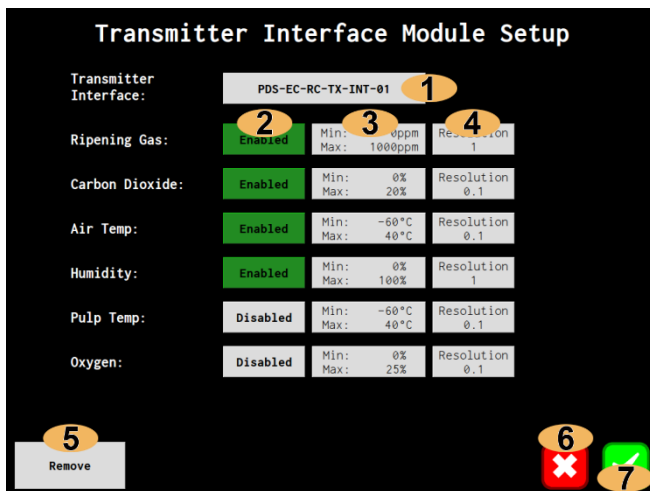 Transmitter Interface Module Setup
Transmitter
Interface:
PDS-EC-RC-TX-INT-01
1
2
3
4
Ripening Gas:
Enabled
Min: 0ppm
Max: 1000ppm
Resolution
1
Carbon Dioxide:
Enabled
Min: 0%
Max: 20%
Resolution
0.1
Air Temp:
Enabled
Min: -60°C
Max: 40°C
Resolution
0.1
Humidity:
Enabled
Min: 0%
Max: 100%
Resolution
1
Pulp Temp:
Disabled
Min: -60°C
Max: 40°C
Resolution
0.1
Oxygen:
Disabled
Min: 0%
Max: 25%
Resolution
0.1
5
Remove
6
7